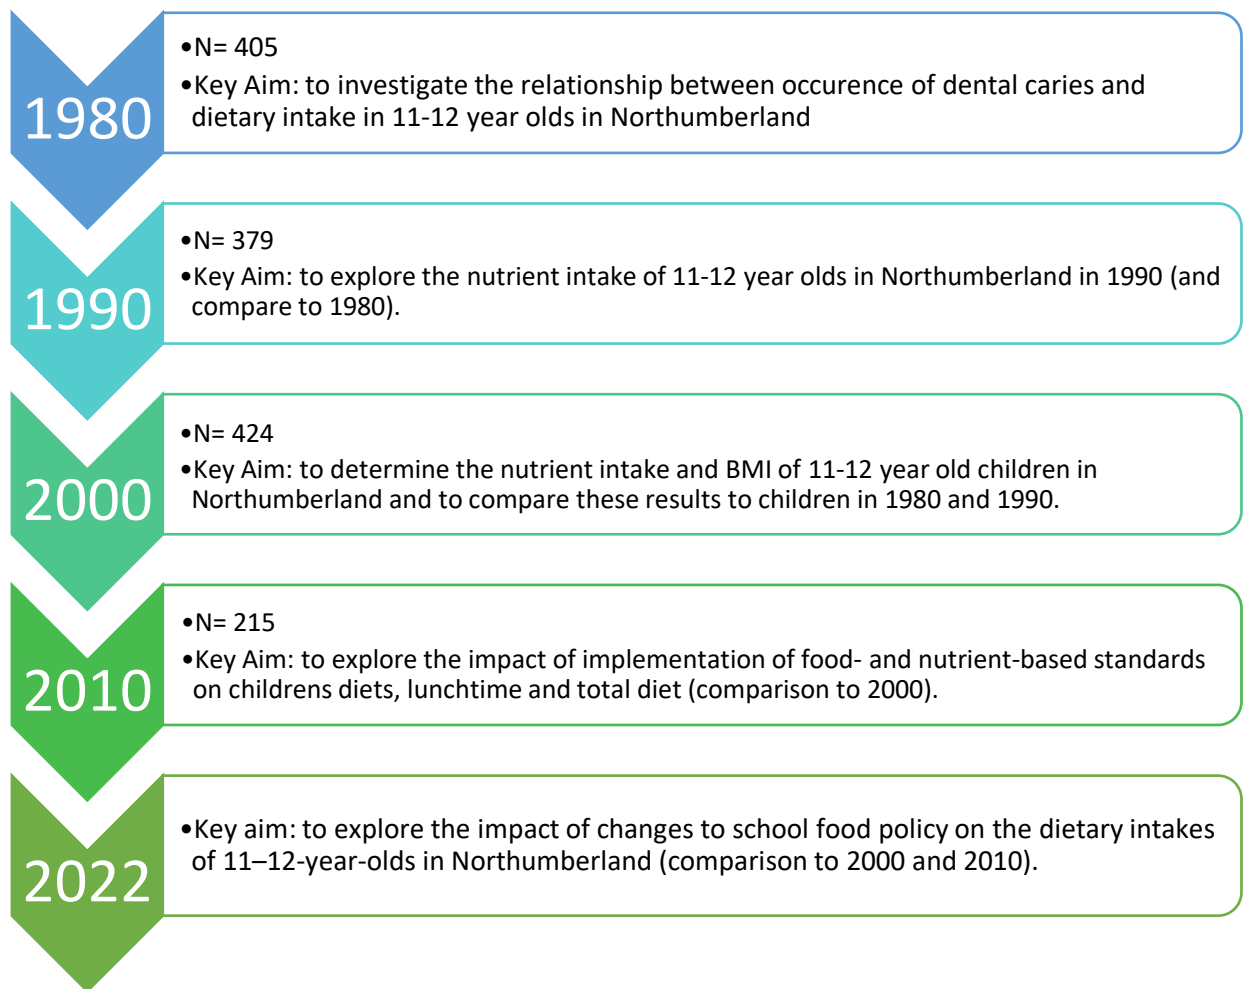 1980
•N= 405
•Key Aim: to investigate the relationship between occurence of dental caries and
dietary intake in 11-12 year olds in Northumberland
1990
•N= 379
•Key Aim: to explore the nutrient intake of 11-12 year olds in Northumberland in 1990 (and
compare to 1980).
2000
•N= 424
•Key Aim: to determine the nutrient intake and BMI of 11-12 year old children in
Northumberland and to compare these results to children in 1980 and 1990.
2010
•N= 215
•Key Aim: to explore the impact of implementation of food- and nutrient-based standards
on childrens diets, lunchtime and total diet (comparison to 2000).
2022
•Key aim: to explore the impact of changes to school food policy on the dietary intakes
of 11–12-year-olds in Northumberland (comparison to 2000 and 2010).